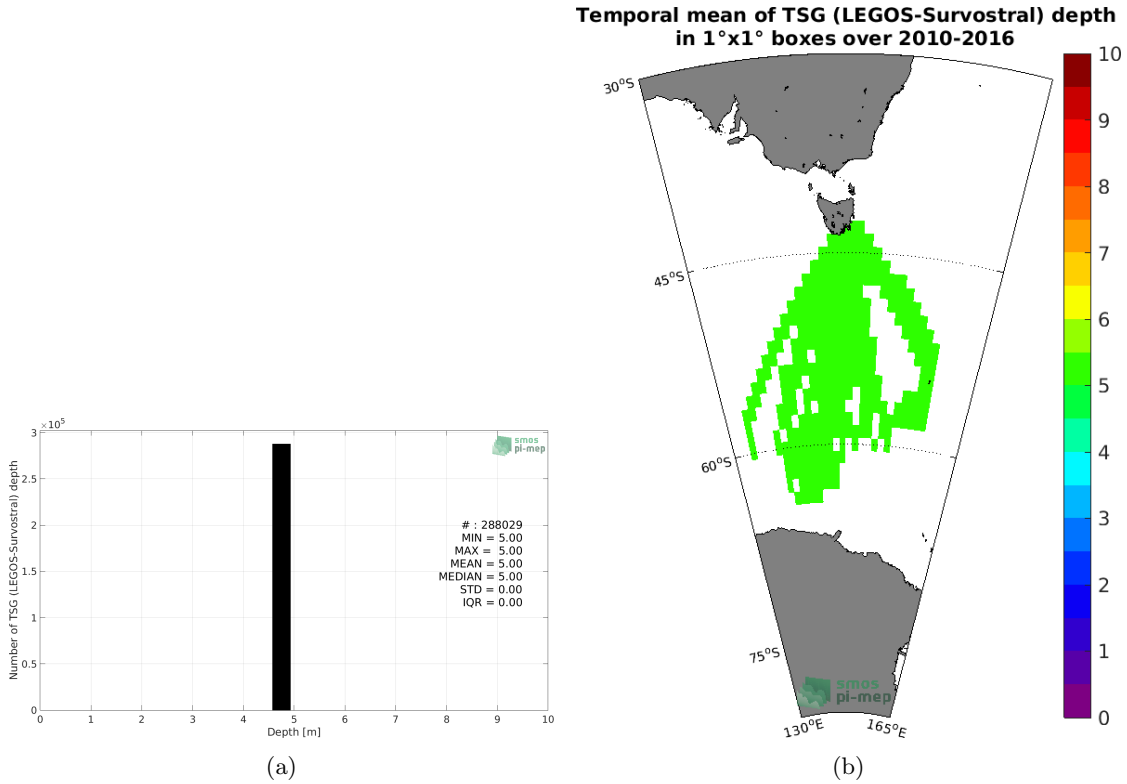 ×10⁵
3
2.5
2
1.5
1
0.5
0
Number of TSG (LEGOS-Survostral) depth
smos
pi-mep
# : 288029
MIN = 5.00
MAX = 5.00
MEAN = 5.00
MEDIAN = 5.00
STD = 0.00
IQR = 0.00
0 1 2 3 4 5 6 7 8 9 10
Depth [m]
(a)
Temporal mean of TSG (LEGOS-Survostral) depth
in 1°x1° boxes over 2010-2016
30°S
45°S
60°S
75°S
130°E
165°E
smos
pi-mep
10
9
8
7
6
5
4
3
2
1
0
(b)